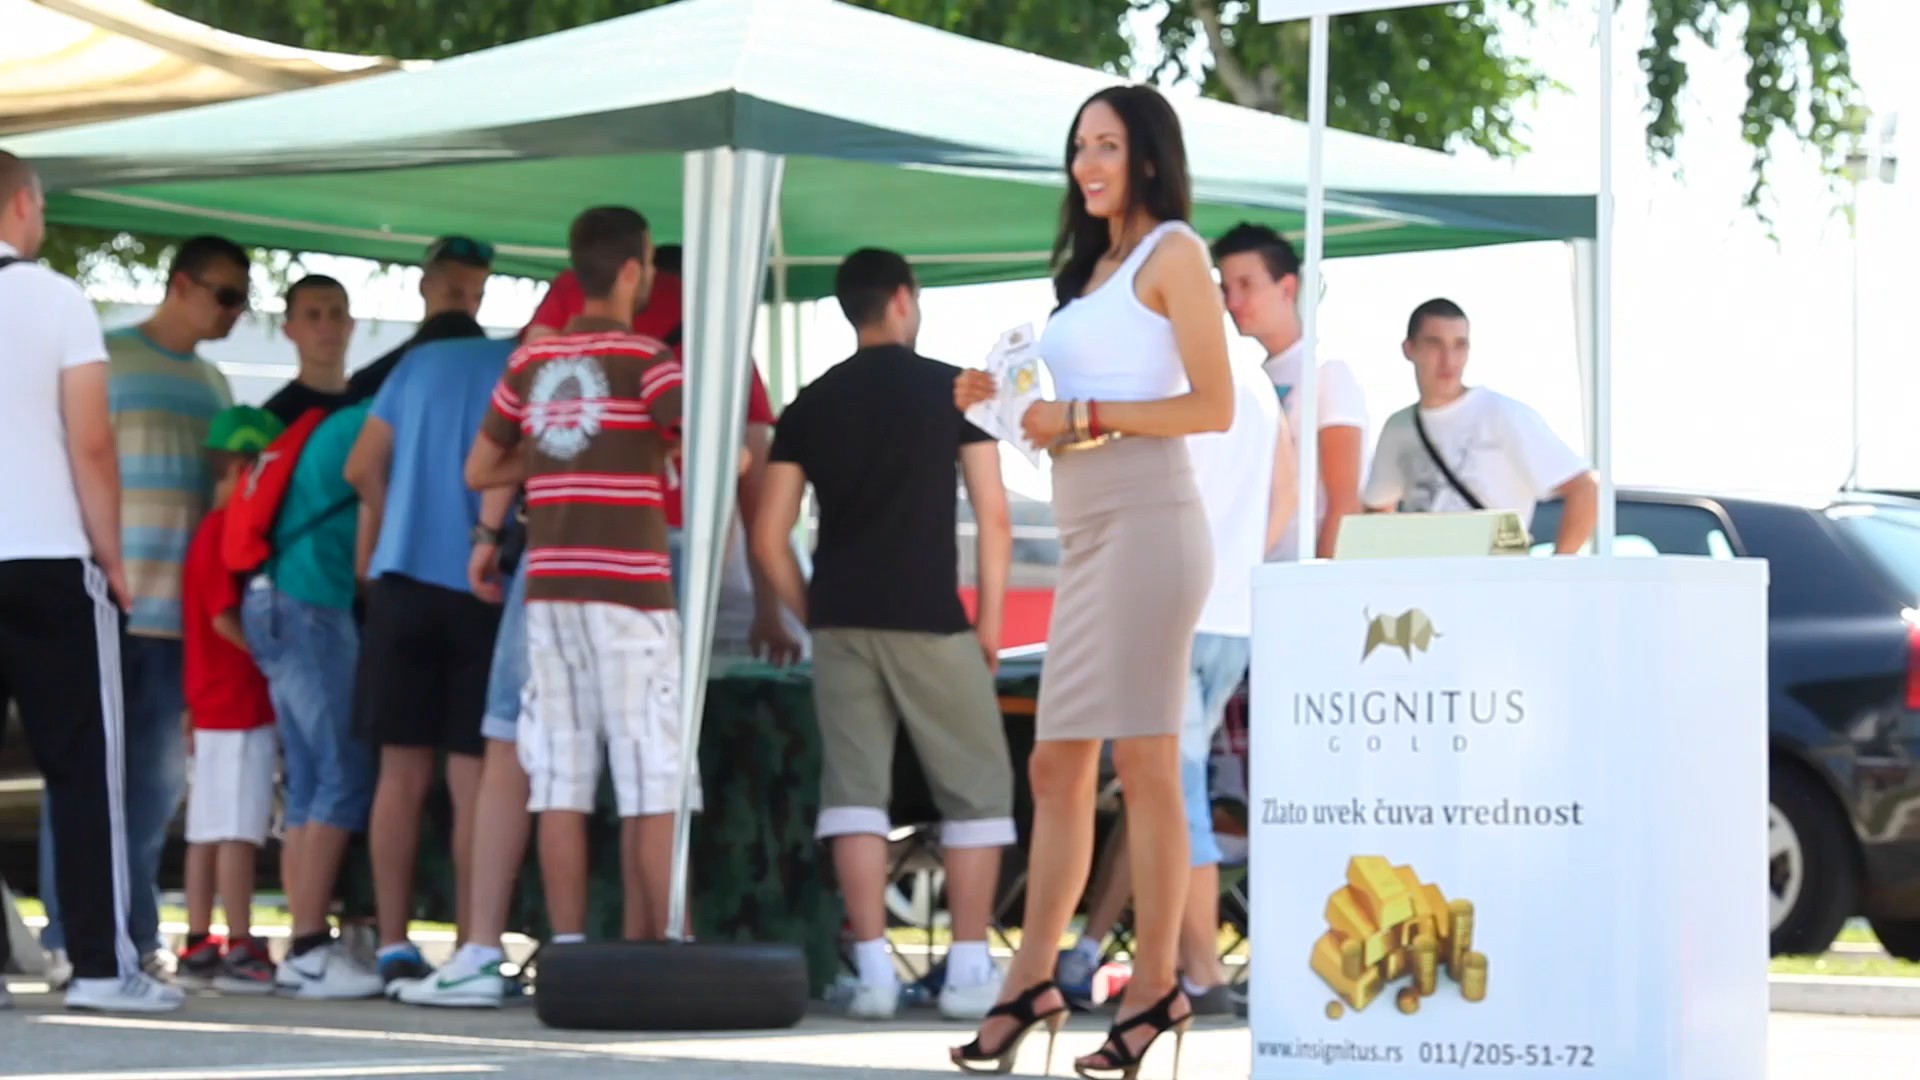 INSIGNITUS
GOLD
Zlato uvek čuva vrednost
www.insignitus.rs 011/205-51-72